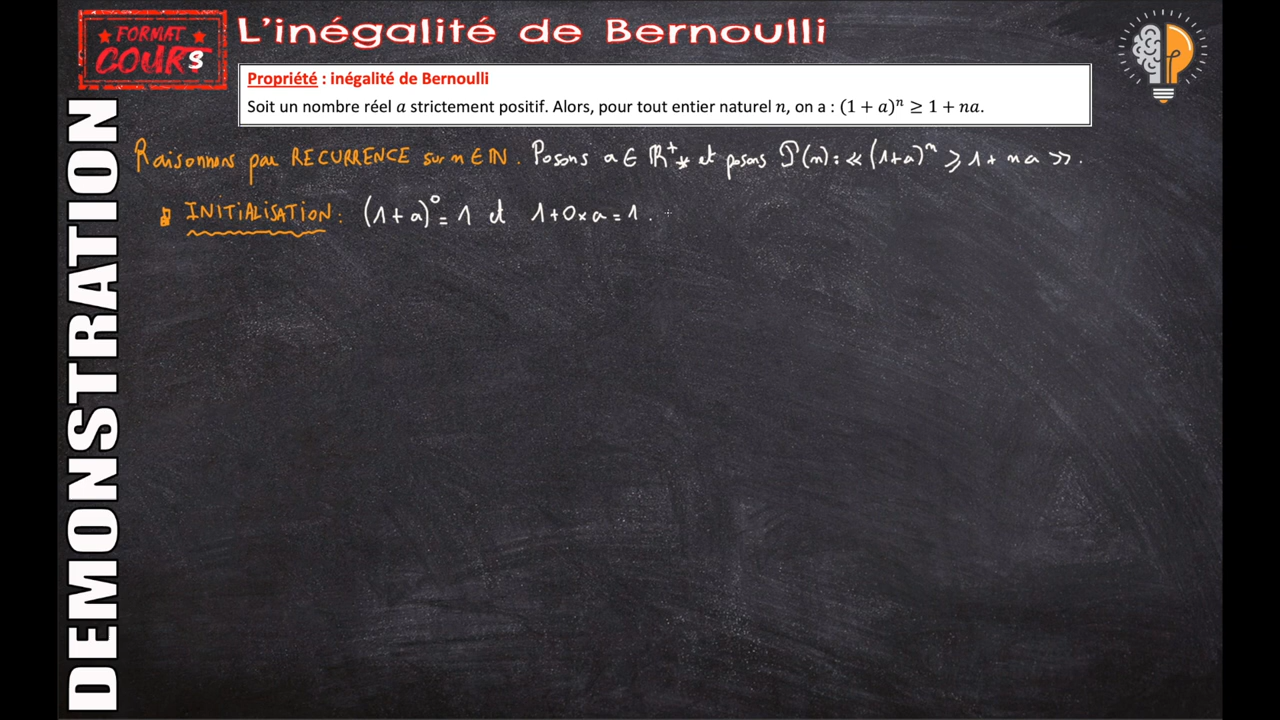 FORMAT
COURS
L'inégalité de Bernoulli
Propriété : inégalité de Bernoulli
Soit un nombre réel a strictement positif. Alors, pour tout entier naturel n, on a : (1 + a)ⁿ ≥ 1 + na.
DEMONSTRATION
Raisonnons par RECURRENCE sur n ∈ ℕ. Posons a ∈ ℝ⁺* et posons P(n) : « (1+a)ⁿ ⩾ 1 + na ».
INITIALISATION : (1+a)⁰ = 1 et 1+0×a = 1.